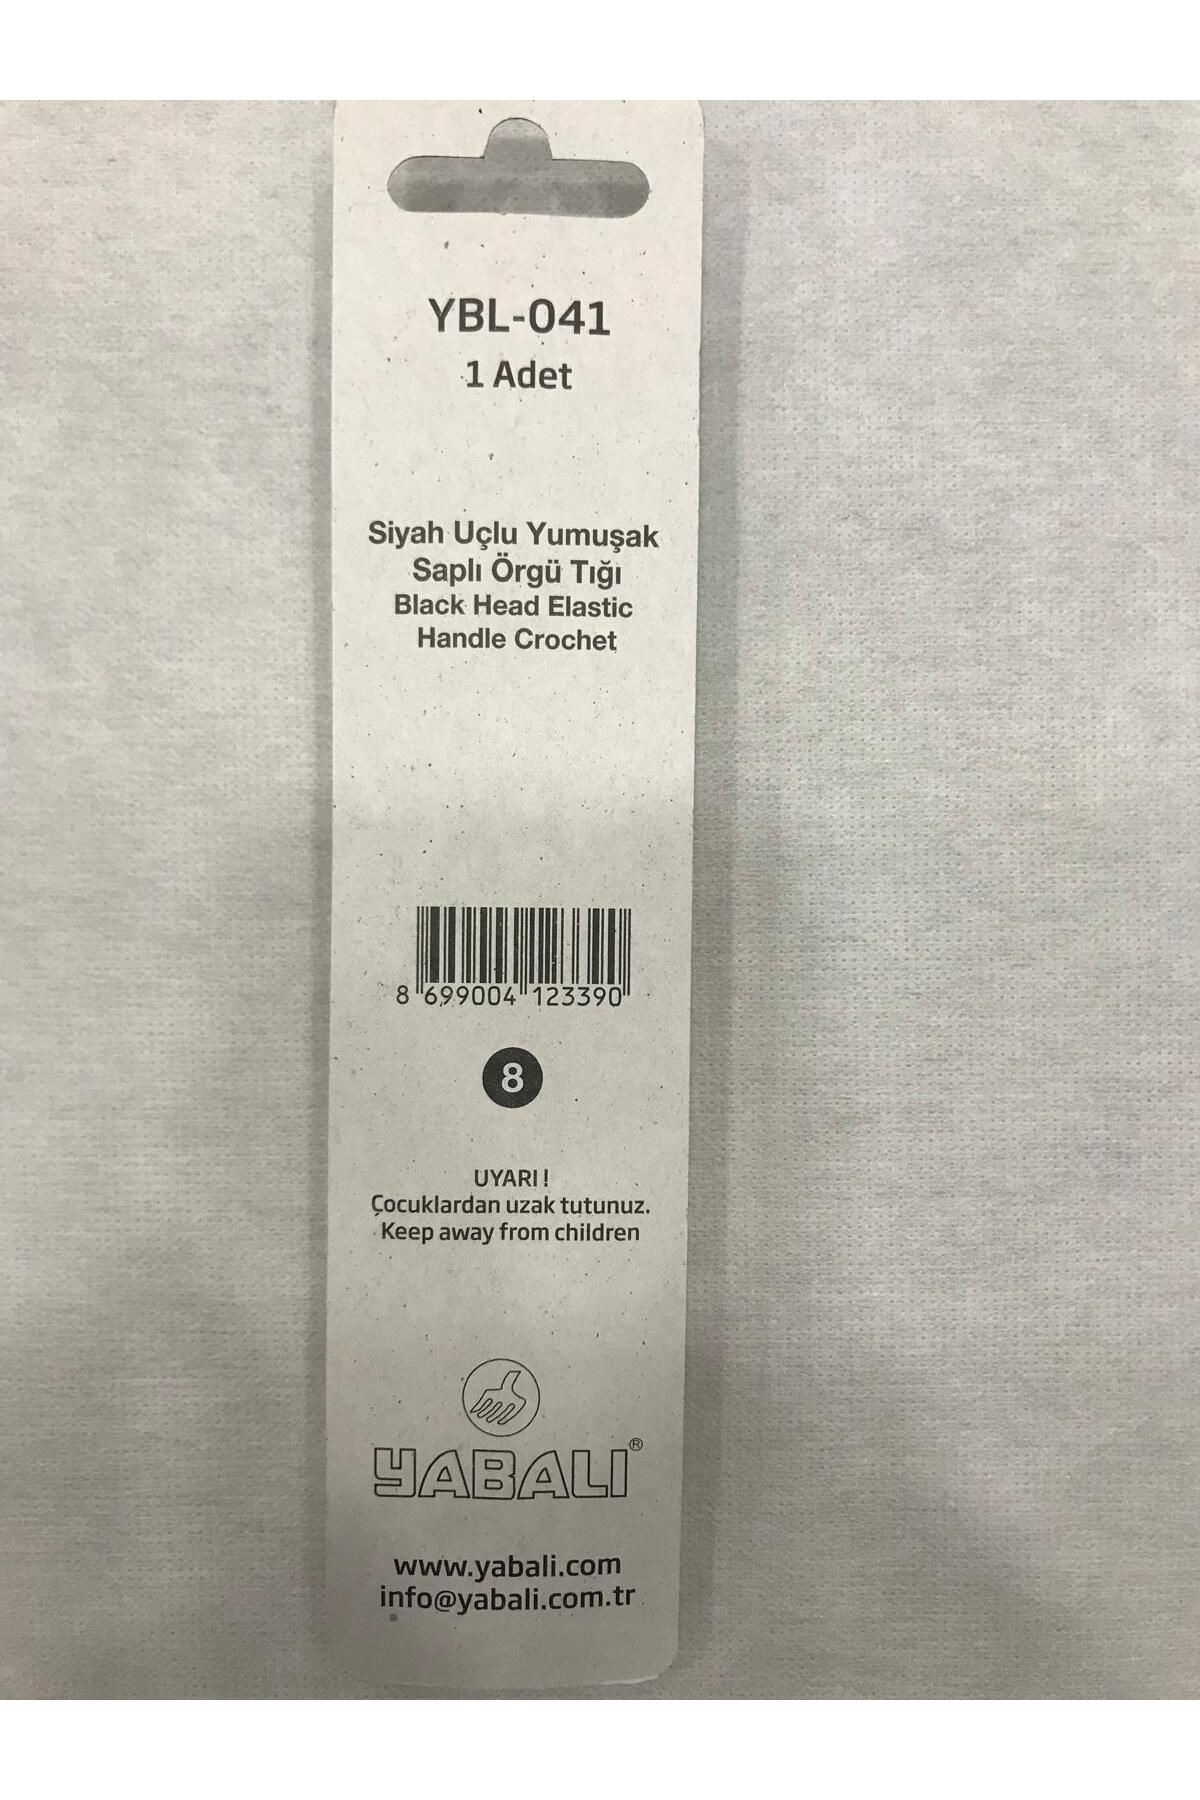 YBL-041
1 Adet
Siyah Uçlu Yumuşak
Saplı Örgü Tığı
Black Head Elastic
Handle Crochet
8 699004 123390
8
UYARI !
Çocuklardan uzak tutunuz.
Keep away from children
YABALI®
www.yabali.com
info@yabali.com.tr